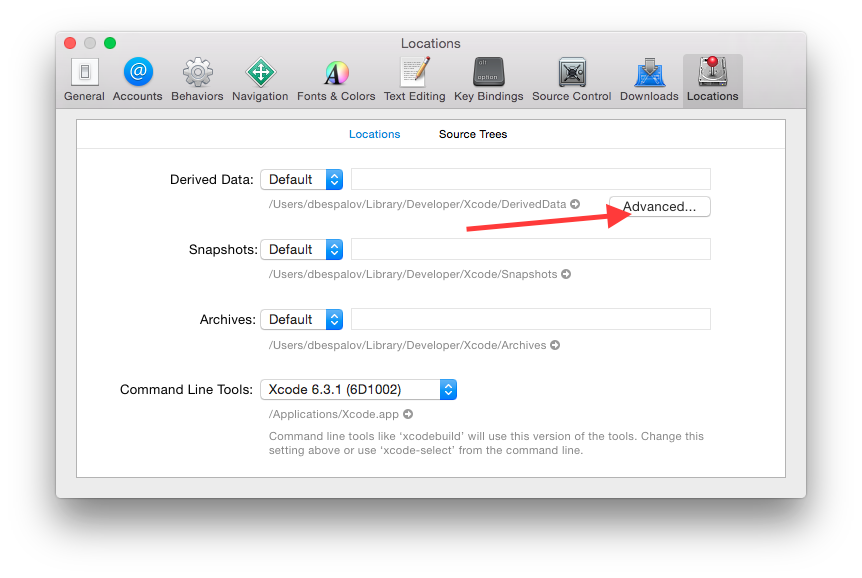 Locations
alt
option
General Accounts Behaviors Navigation Fonts & Colors Text Editing Key Bindings Source Control Downloads Locations
Locations Source Trees
Derived Data: Default
/Users/dbespalov/Library/Developer/Xcode/DerivedData
Advanced...
Snapshots: Default
/Users/dbespalov/Library/Developer/Xcode/Snapshots
Archives: Default
/Users/dbespalov/Library/Developer/Xcode/Archives
Command Line Tools: Xcode 6.3.1 (6D1002)
/Applications/Xcode.app
Command line tools like ‘xcodebuild’ will use this version of the tools. Change this
setting above or use ‘xcode-select’ from the command line.